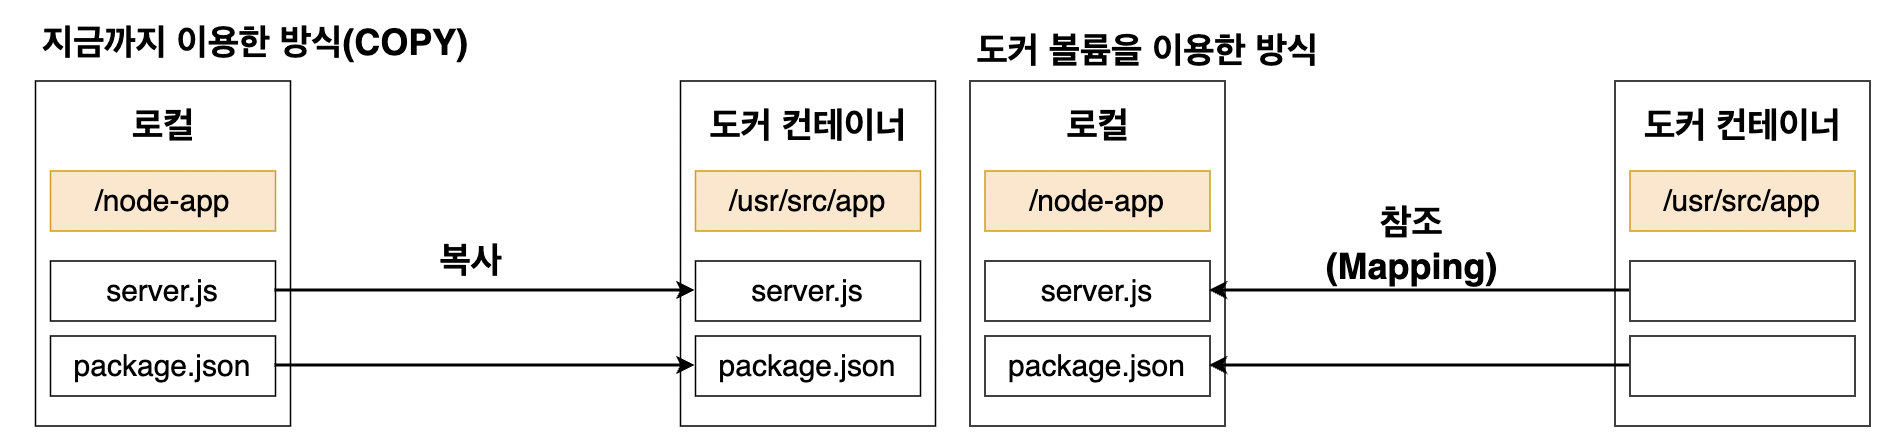 지금까지 이용한 방식(COPY)
로컬
/node-app
server.js
package.json
복사
도커 컨테이너
/usr/src/app
server.js
package.json
도커 볼륨을 이용한 방식
로컬
/node-app
server.js
package.json
참조
(Mapping)
도커 컨테이너
/usr/src/app